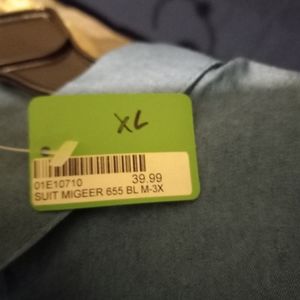 XL
01E10710 39.99
SUIT MIGEER 655 BL M-3X